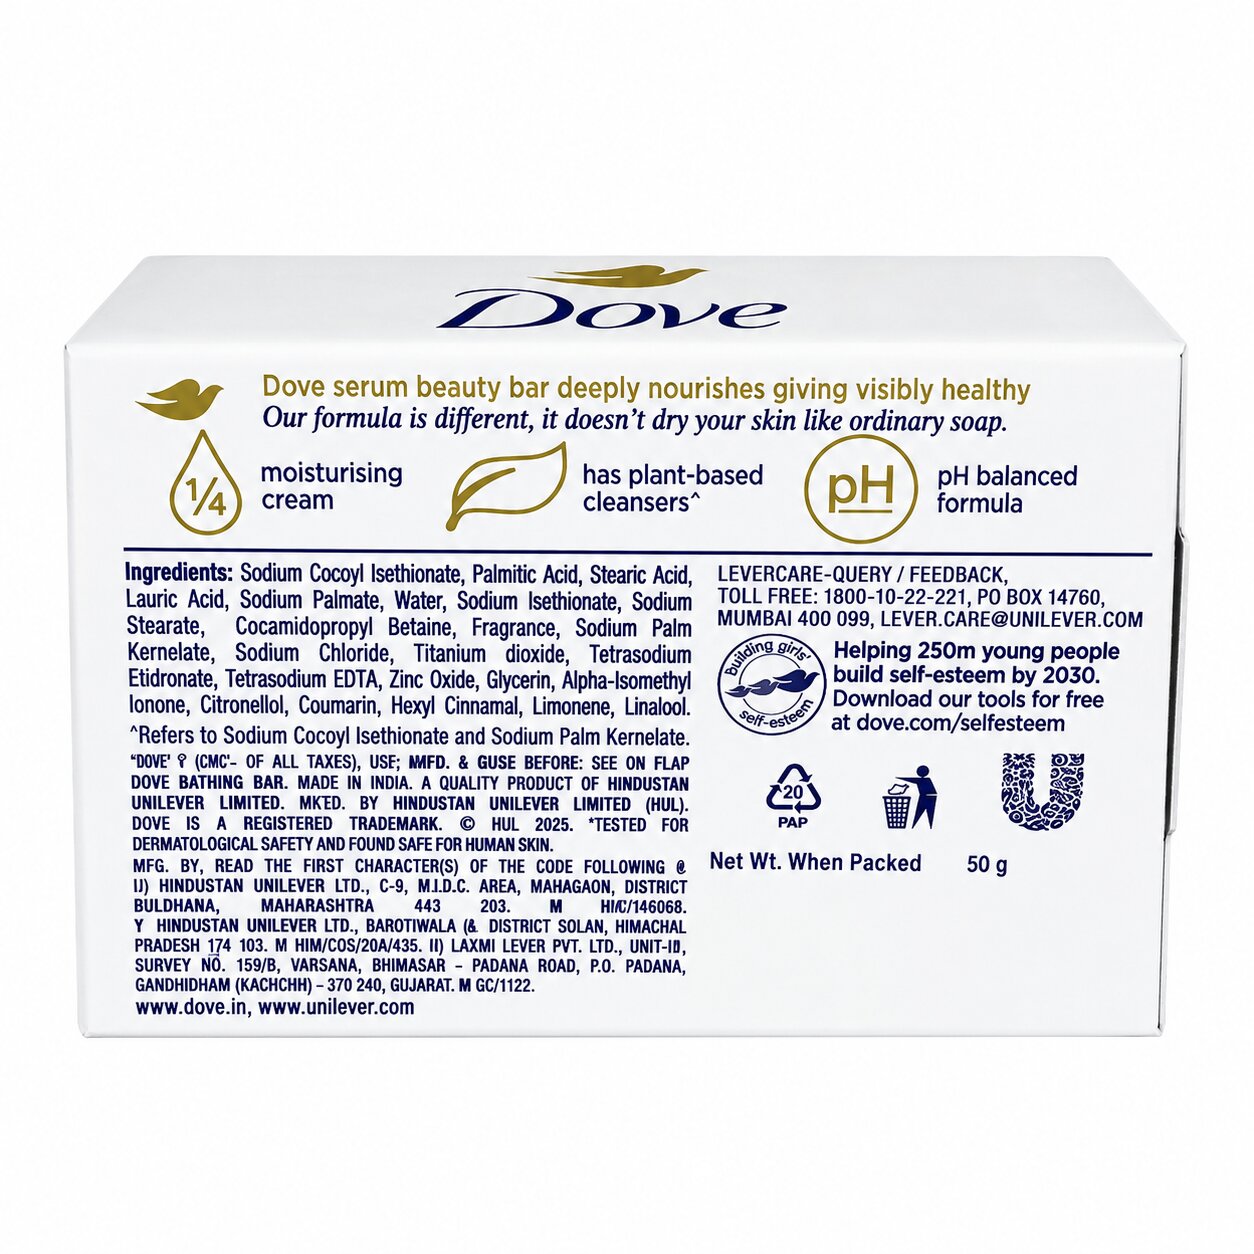 Dove
Dove serum beauty bar deeply nourishes giving visibly healthy
Our formula is different, it doesn't dry your skin like ordinary soap.
1/4
moisturising
cream
has plant-based
cleansers^
pH
pH balanced
formula
Ingredients: Sodium Cocoyl Isethionate, Palmitic Acid, Stearic Acid,
Lauric Acid, Sodium Palmate, Water, Sodium Isethionate, Sodium
Stearate, Cocamidopropyl Betaine, Fragrance, Sodium Palm
Kernelate, Sodium Chloride, Titanium dioxide, Tetrasodium
Etidronate, Tetrasodium EDTA, Zinc Oxide, Glycerin, Alpha-Isomethyl
Ionone, Citronellol, Coumarin, Hexyl Cinnamal, Limonene, Linalool.
^Refers to Sodium Cocoyl Isethionate and Sodium Palm Kernelate.
"DOVE' (CMC'- OF ALL TAXES), USE; MFD. & GUSE BEFORE: SEE ON FLAP
DOVE BATHING BAR. MADE IN INDIA. A QUALITY PRODUCT OF HINDUSTAN
UNILEVER LIMITED. MKTED. BY HINDUSTAN UNILEVER LIMITED (HUL).
DOVE IS A REGISTERED TRADEMARK. © HUL 2025. *TESTED FOR
DERMATOLOGICAL SAFETY AND FOUND SAFE FOR HUMAN SKIN.
MFG. BY, READ THE FIRST CHARACTER(S) OF THE CODE FOLLOWING
HINDUSTAN UNILEVER LTD., C-9, M.I.D.C. AREA, MAHAGAON, DISTRICT
BULDHANA, MAHARASHTRA 443 203. M
Y HINDUSTAN UNILEVER LTD., BAROTIWALA (& DISTRICT SOLAN, HIMACHAL
PRADESH 174 103. M HIM/COS/20A/435. II) LAXMI LEVER PVT. LTD.,
SURVEY NO. 159/B, VARSANA, BHIMASAR – PADANA ROAD, P.O. PADANA,
GANDHIDHAM (KACHCHH) – 370 240, GUJARAT. M GC/1122.
www.dove.in, www.unilever.com
LEVERCARE-QUERY / FEEDBACK,
TOLL FREE: 1800-10-22-221, PO BOX 14760,
MUMBAI 400 099, LEVER.CARE@UNILEVER.COM
building girls'
self-esteem
Helping 250m young people
build self-esteem by 2030.
Download our tools for free
at dove.com/selfesteem
20
PAP
Net Wt. When Packed 50 g